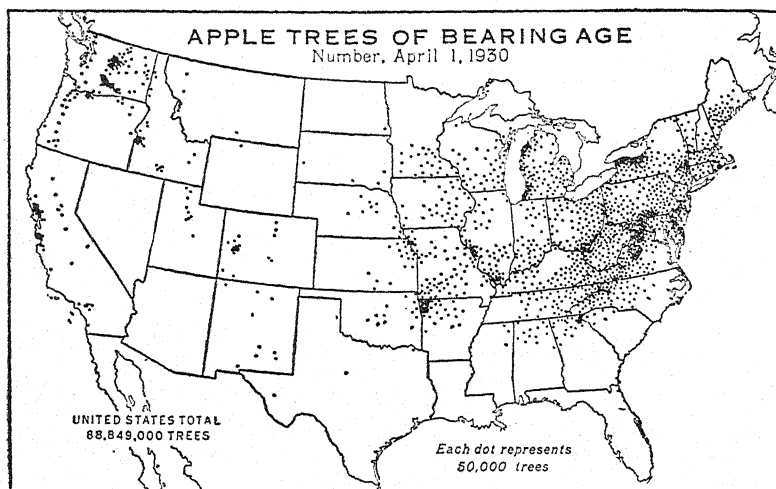 APPLE TREES OF BEARING AGE
Number, April 1, 1930
UNITED STATES TOTAL
88,849,000 TREES
Each dot represents
50,000 trees